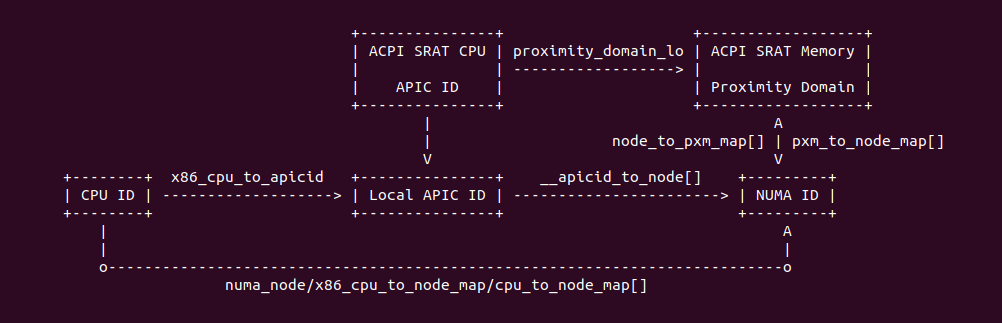 +---------------+                     +------------------+
| ACPI SRAT CPU | proximity_domain_lo | ACPI SRAT Memory |
|               | ------------------> |                  |
|    APIC ID    |                     | Proximity Domain |
+---------------+                     +------------------+
|                                      A
|                    node_to_pxm_map[] | pxm_to_node_map[]
V                                      V
+--------+  x86_cpu_to_apicid   +---------------+    __apicid_to_node[]    +---------+
| CPU ID | -------------------> | Local APIC ID | -----------------------> | NUMA ID |
+--------+                      +---------------+                          +---------+
|                                                                           A
|                                                                           |
o---------------------------------------------------------------------------o
numa_node/x86_cpu_to_node_map/cpu_to_node_map[]